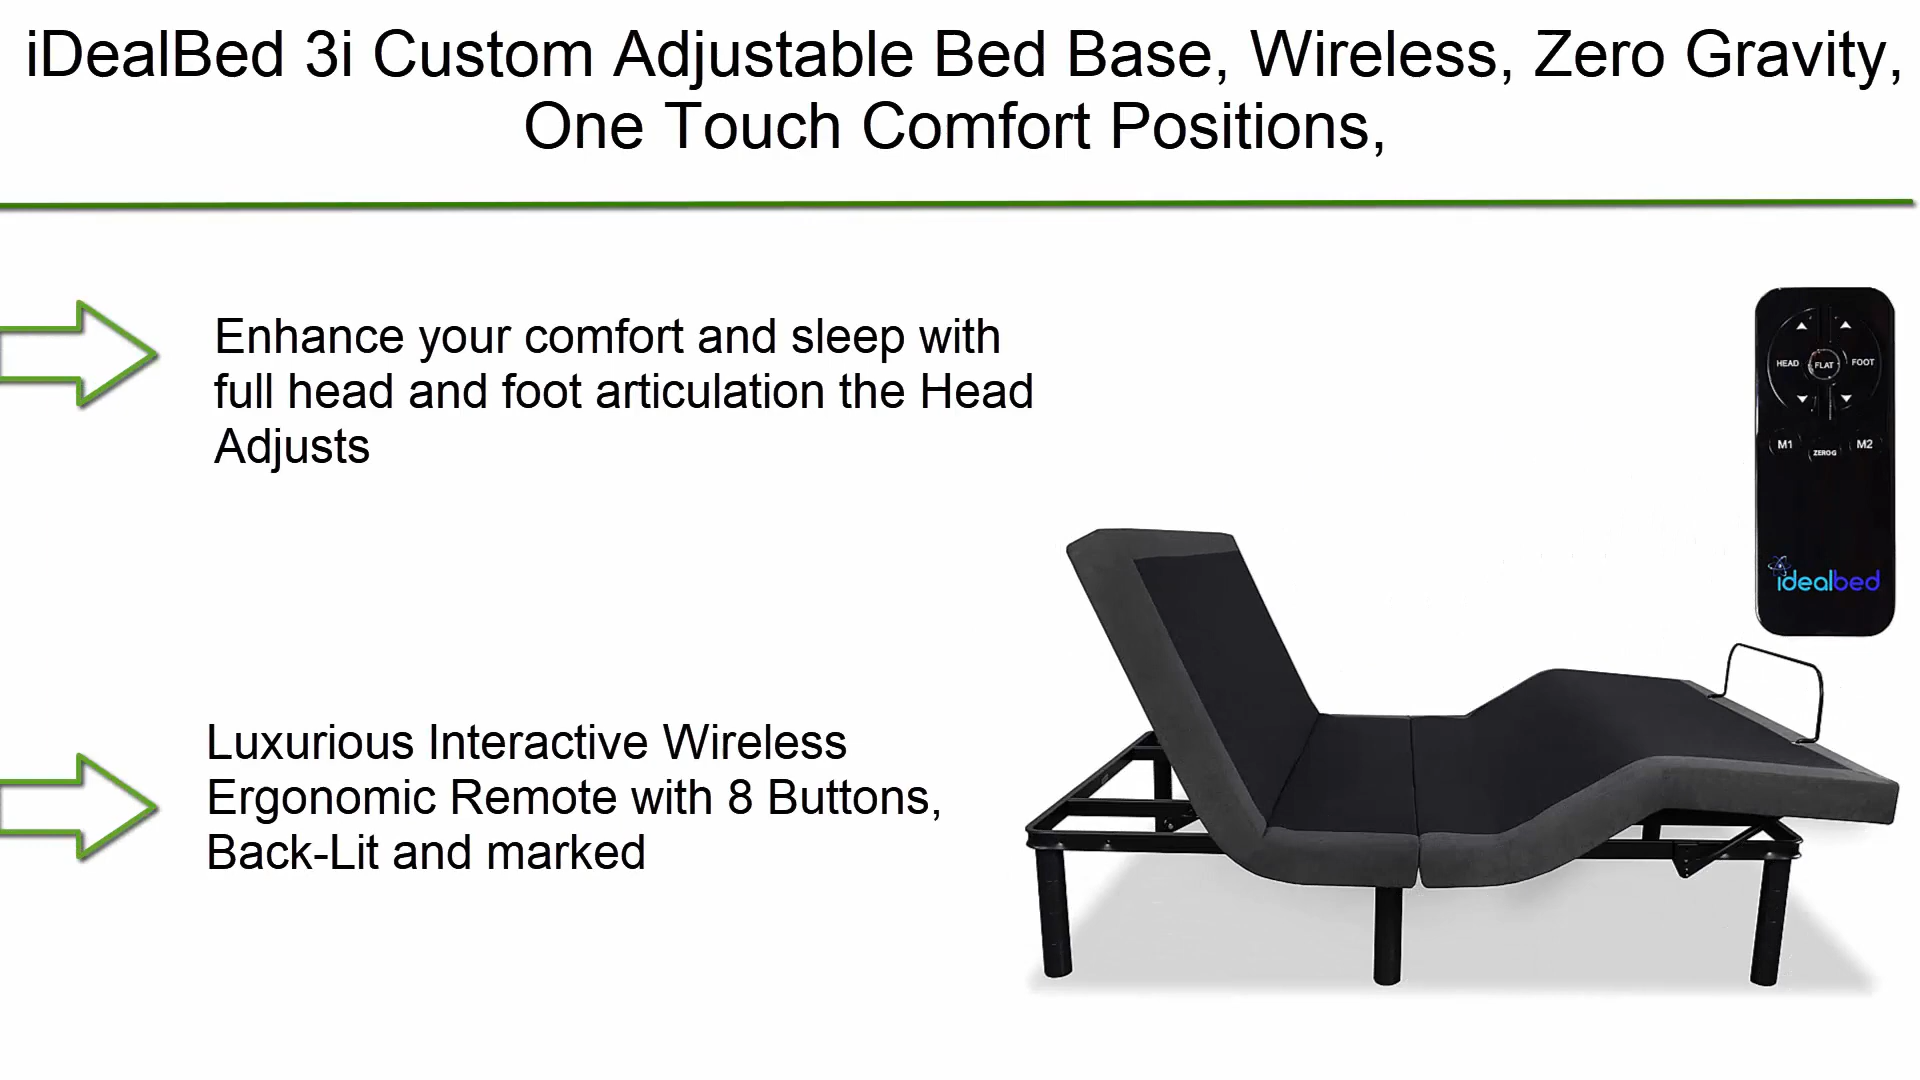 iDealBed 3i Custom Adjustable Bed Base, Wireless, Zero Gravity,
One Touch Comfort Positions,
Enhance your comfort and sleep with
full head and foot articulation the Head
Adjusts
Luxurious Interactive Wireless
Ergonomic Remote with 8 Buttons,
Back-Lit and marked
HEAD FLAT FOOT
M1 ZERO G M2
idealbed